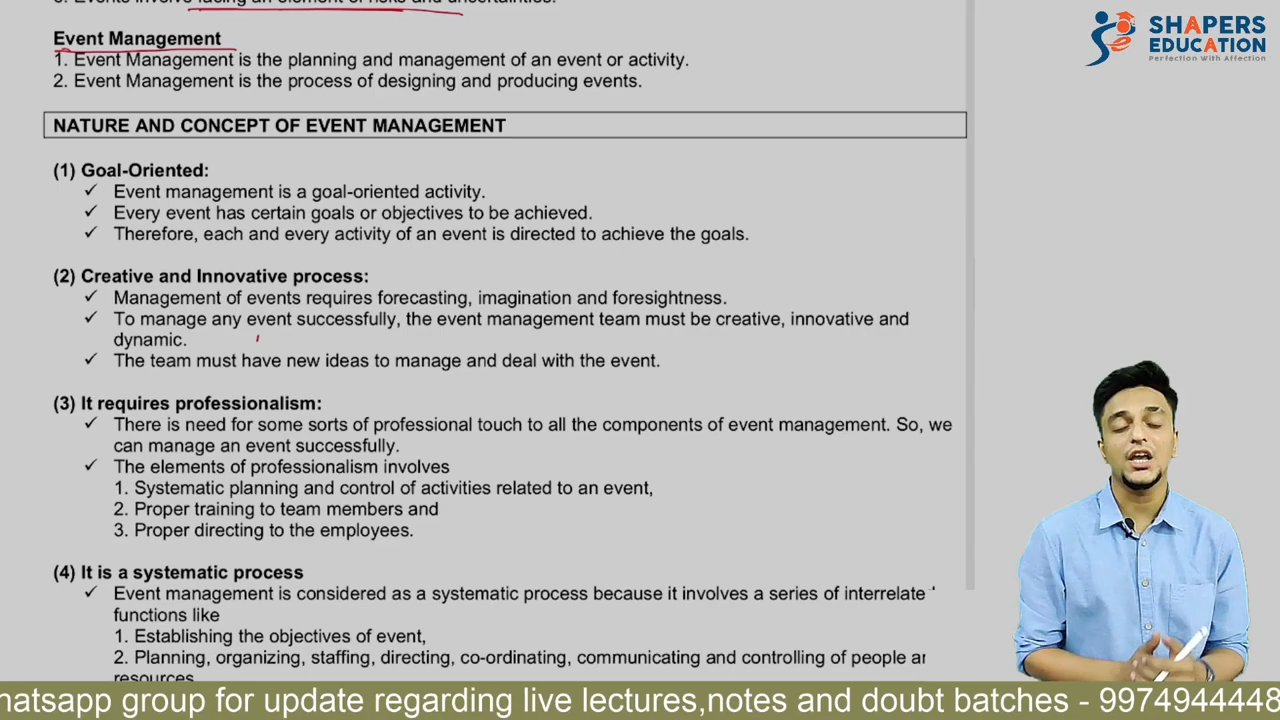 3. Events involve facing an element of risks and uncertainties.
SHAPERS
EDUCATION
Perfection With Affection
Event Management
1. Event Management is the planning and management of an event or activity.
2. Event Management is the process of designing and producing events.
NATURE AND CONCEPT OF EVENT MANAGEMENT
(1) Goal-Oriented:
✓ Event management is a goal-oriented activity.
✓ Every event has certain goals or objectives to be achieved.
✓ Therefore, each and every activity of an event is directed to achieve the goals.
(2) Creative and Innovative process:
✓ Management of events requires forecasting, imagination and foresightness.
✓ To manage any event successfully, the event management team must be creative, innovative and
dynamic.
✓ The team must have new ideas to manage and deal with the event.
(3) It requires professionalism:
✓ There is need for some sorts of professional touch to all the components of event management. So, we
can manage an event successfully.
✓ The elements of professionalism involves
1. Systematic planning and control of activities related to an event,
2. Proper training to team members and
3. Proper directing to the employees.
(4) It is a systematic process
✓ Event management is considered as a systematic process because it involves a series of interrelate
functions like
1. Establishing the objectives of event,
2. Planning, organizing, staffing, directing, co-ordinating, communicating and controlling of people ar
resources
hatsapp group for update regarding live lectures,notes and doubt batches - 9974944448